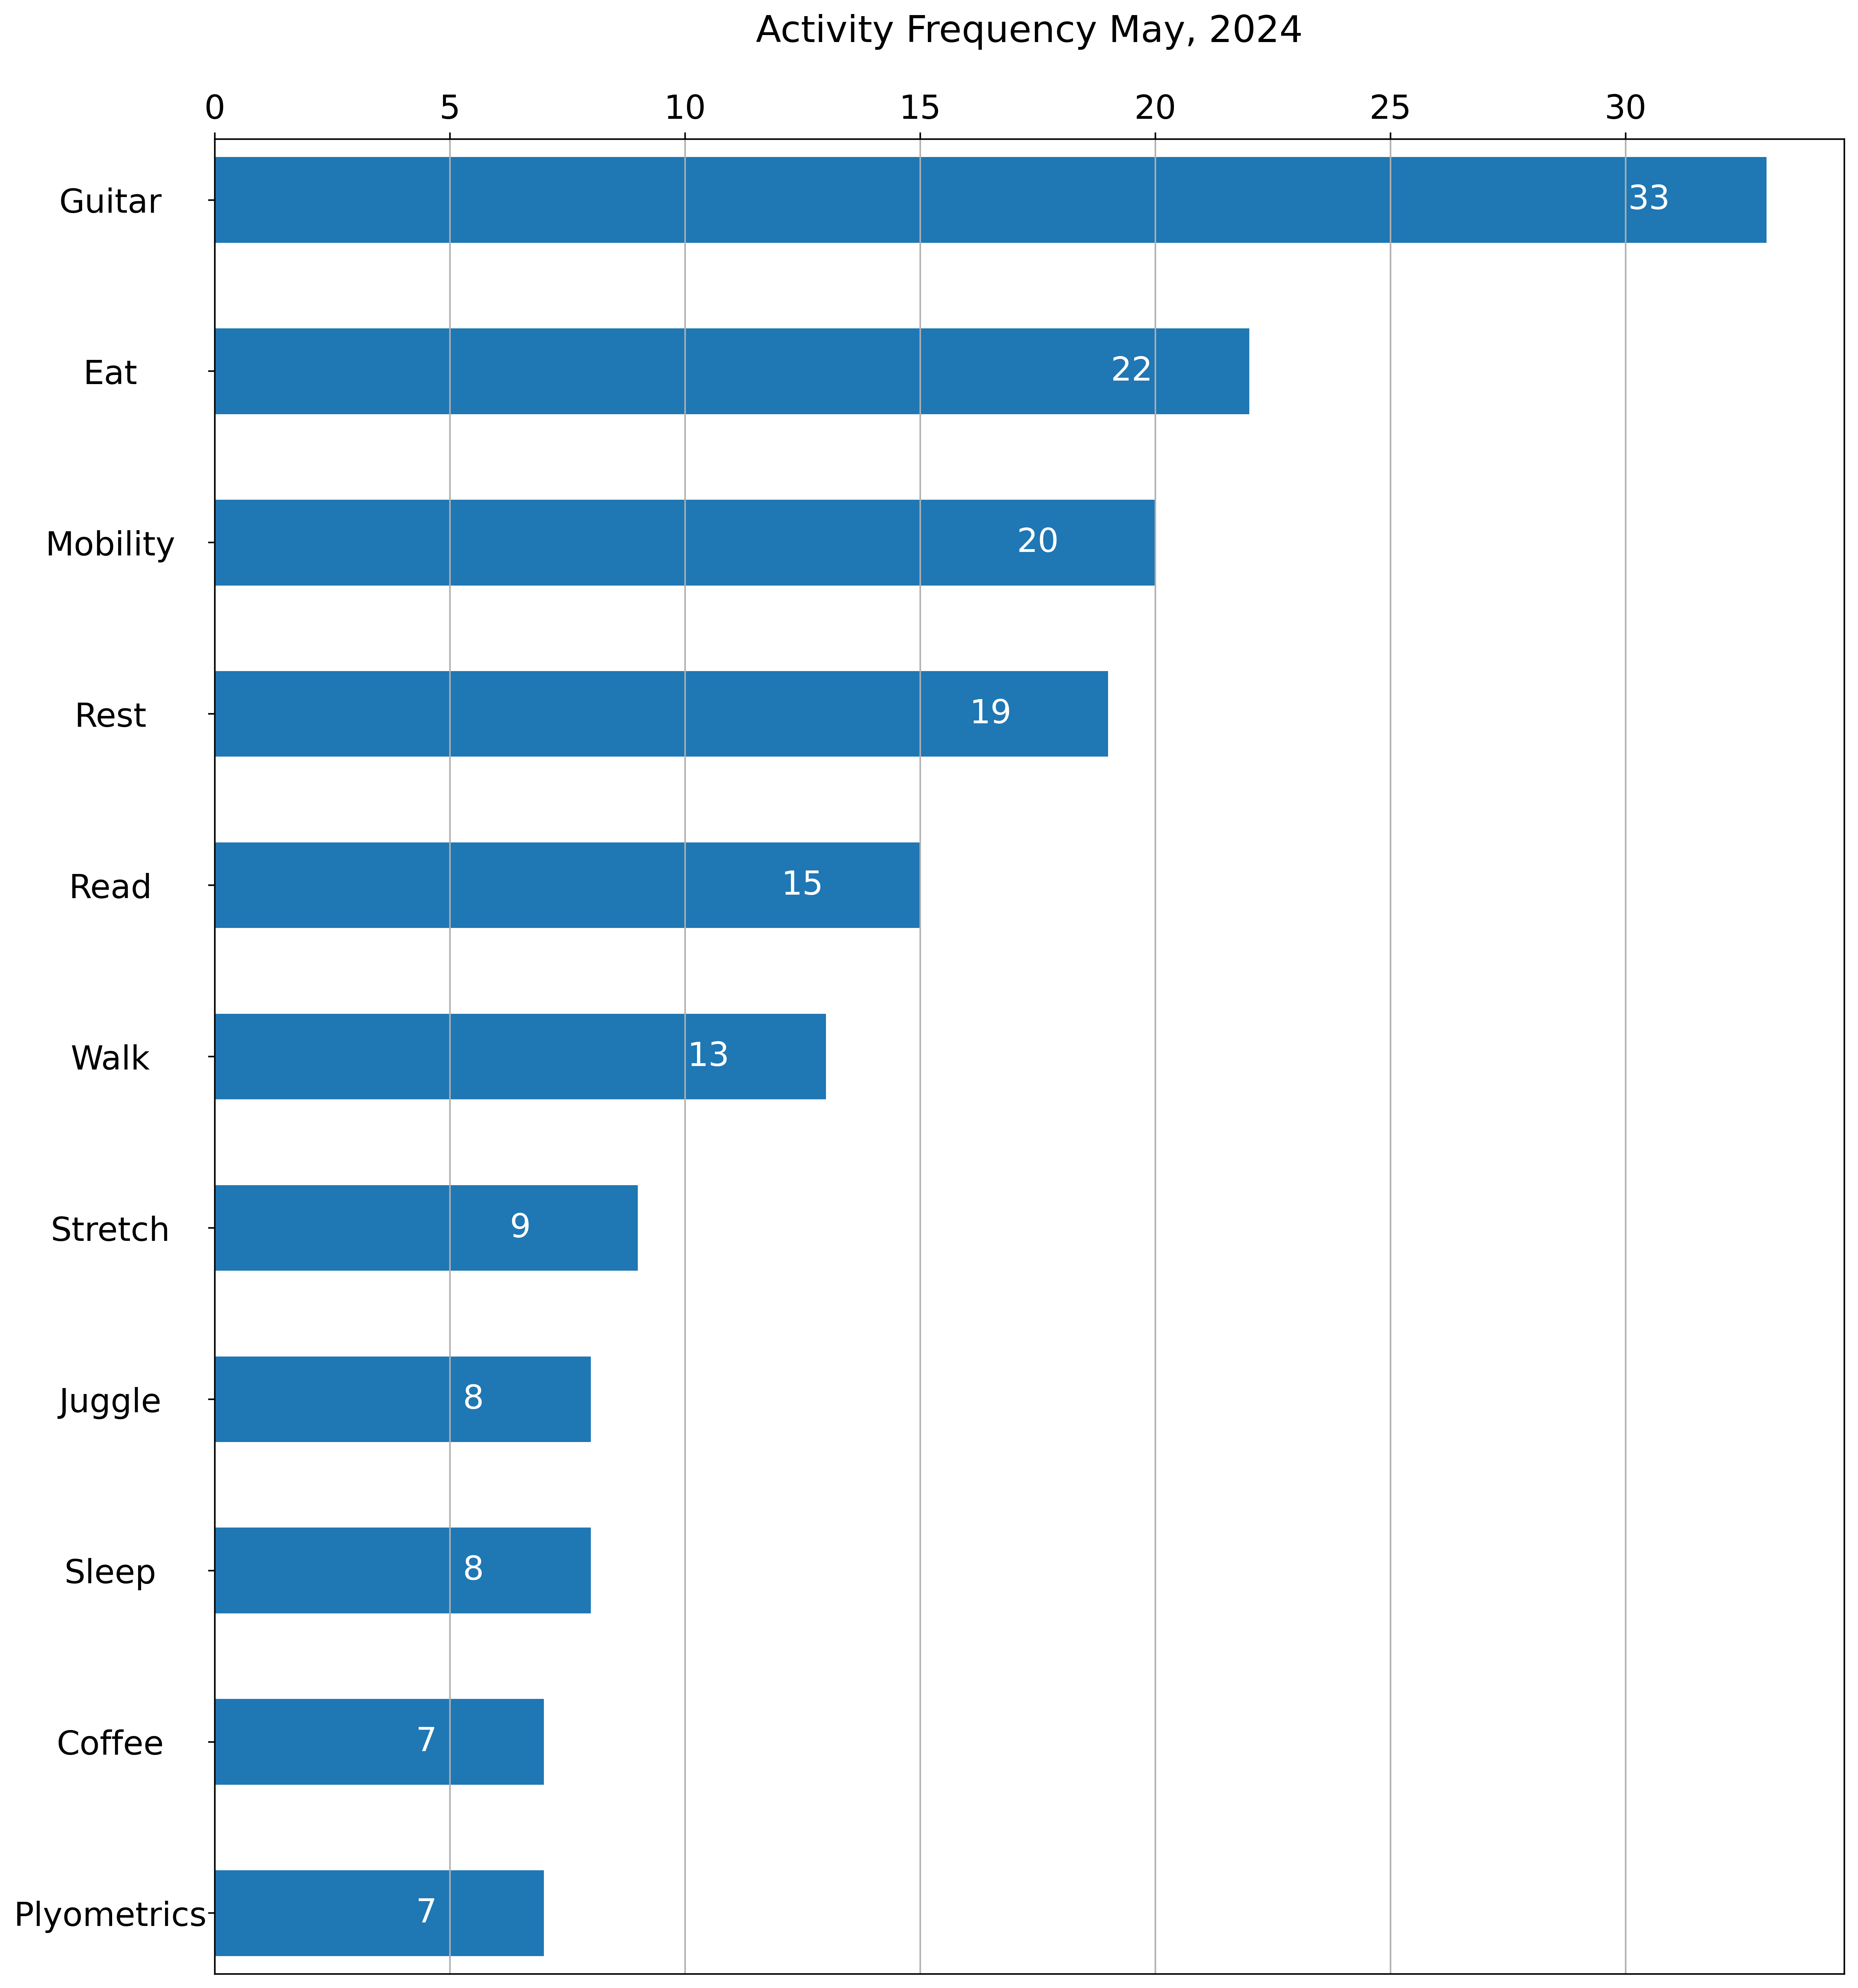 Activity Frequency May, 2024
0 5 10 15 20 25 30
Guitar 33
Eat 22
Mobility 20
Rest 19
Read 15
Walk 13
Stretch 9
Juggle 8
Sleep 8
Coffee 7
Plyometrics 7